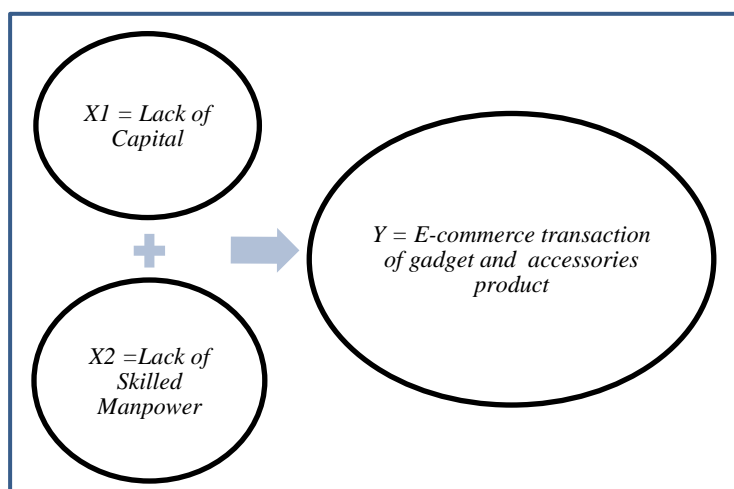 X1 = Lack of
Capital
X2 =Lack of
Skilled
Manpower
Y = E-commerce transaction
of gadget and accessories
product